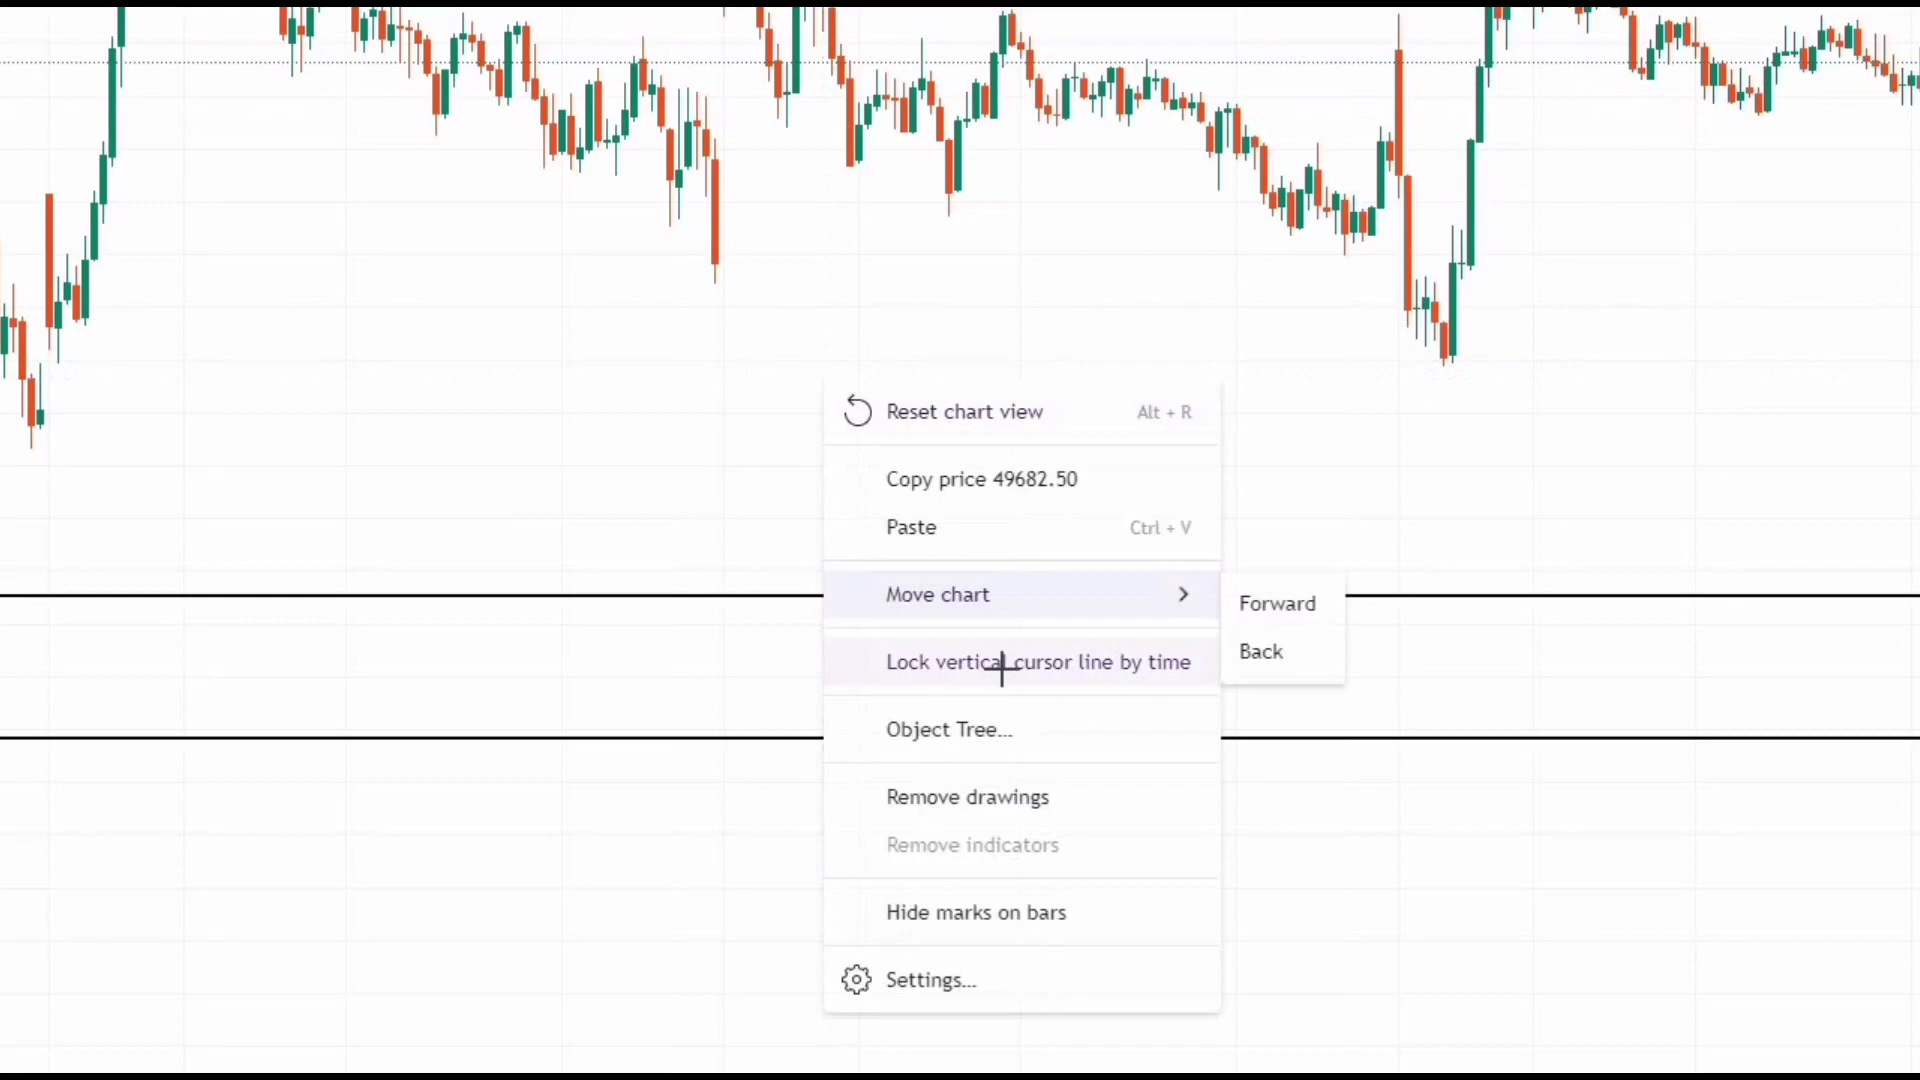 Reset chart view Alt + R
Copy price 49682.50
Paste Ctrl + V
Move chart
Forward
Back
Lock vertical cursor line by time
Object Tree...
Remove drawings
Remove indicators
Hide marks on bars
Settings...